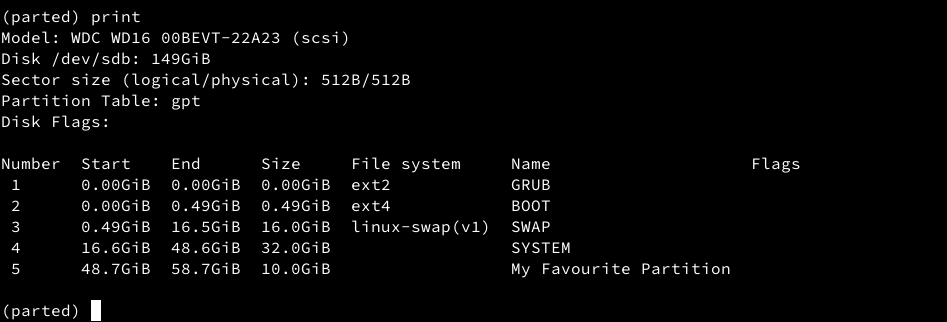 (parted) print
Model: WDC WD16 00BEVT-22A23 (scsi)
Disk /dev/sdb: 149GiB
Sector size (logical/physical): 512B/512B
Partition Table: gpt
Disk Flags:
Number  Start    End      Size     File system     Name                    Flags
 1      0.00GiB  0.00GiB  0.00GiB  ext2            GRUB
 2      0.00GiB  0.49GiB  0.49GiB  ext4            BOOT
 3      0.49GiB  16.5GiB  16.0GiB  linux-swap(v1)  SWAP
 4      16.6GiB  48.6GiB  32.0GiB                  SYSTEM
 5      48.7GiB  58.7GiB  10.0GiB                  My Favourite Partition
(parted)